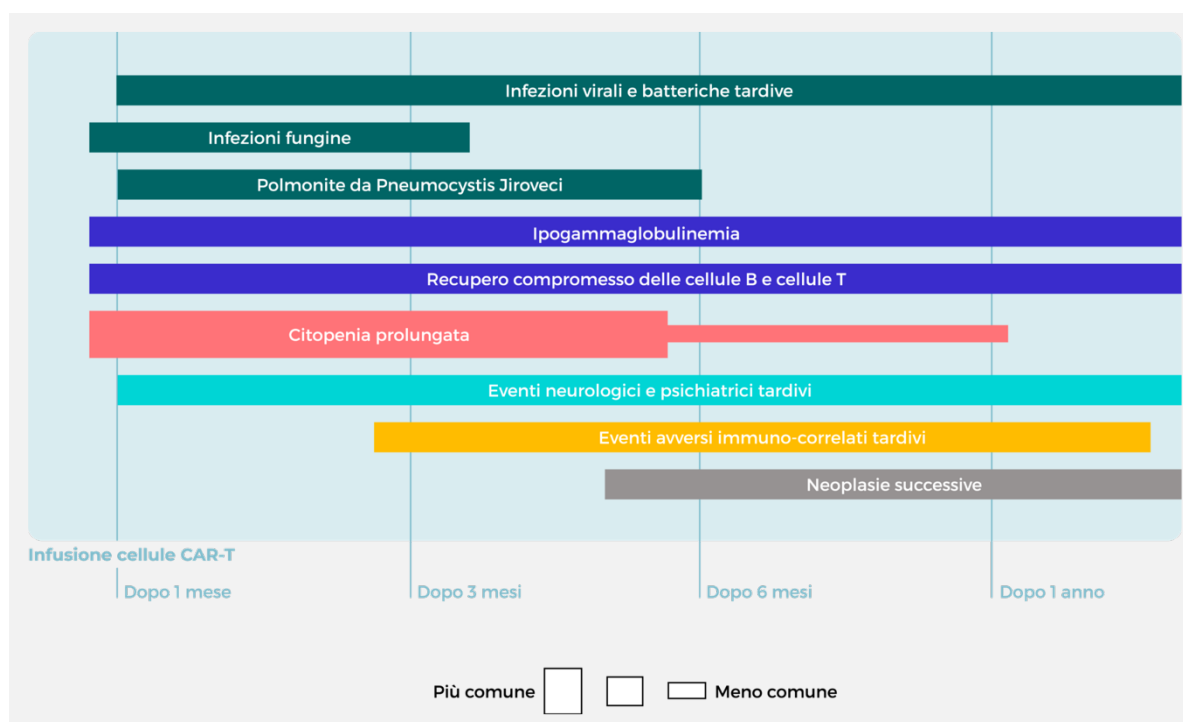 Infezioni virali e batteriche tardive
Infezioni fungine
Polmonite da Pneumocystis Jiroveci
Ipogammaglobulinemia
Recupero compromesso delle cellule B e cellule T
Citopenia prolungata
Eventi neurologici e psichiatrici tardivi
Eventi avversi immuno-correlati tardivi
Neoplasie successive
Infusione cellule CAR-T
Dopo 1 mese
Dopo 3 mesi
Dopo 6 mesi
Dopo 1 anno
Più comune
Meno comune